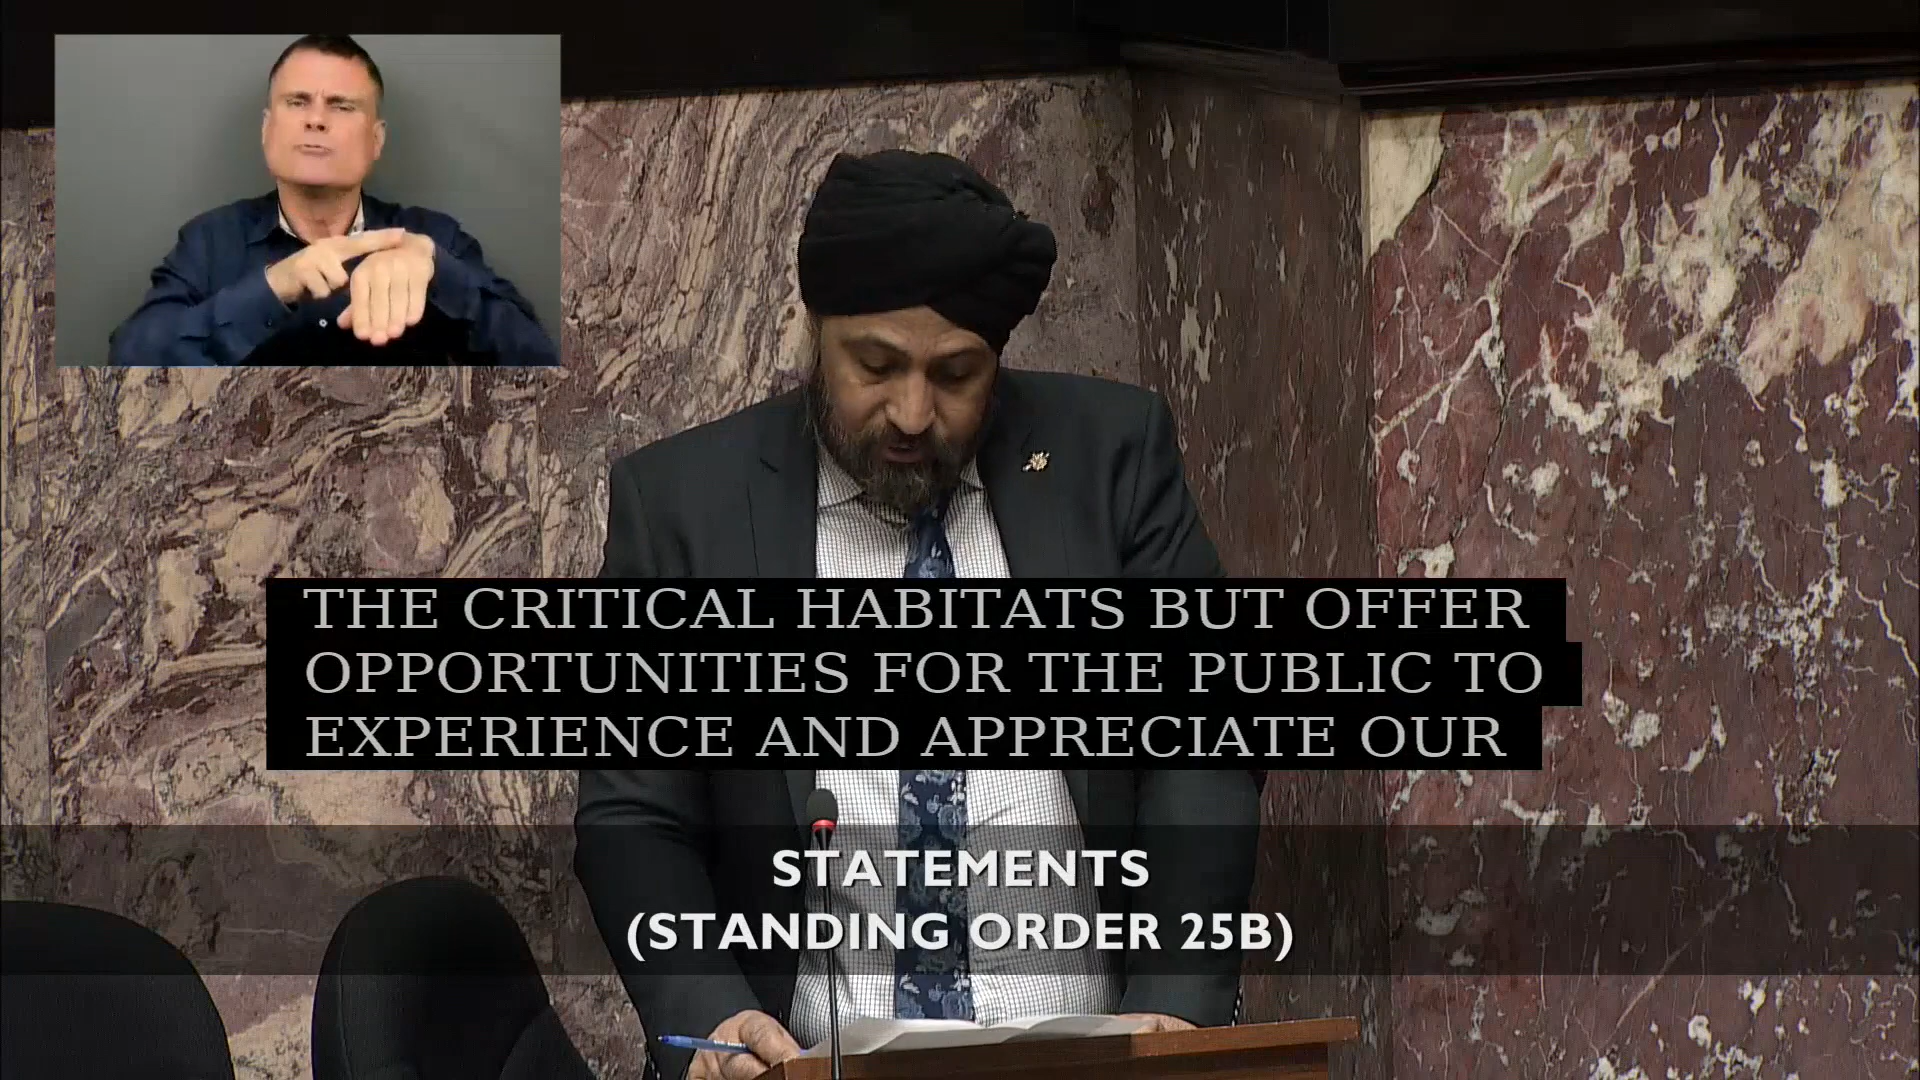 THE CRITICAL HABITATS BUT OFFER
OPPORTUNITIES FOR THE PUBLIC TO
EXPERIENCE AND APPRECIATE OUR
STATEMENTS
(STANDING ORDER 25B)